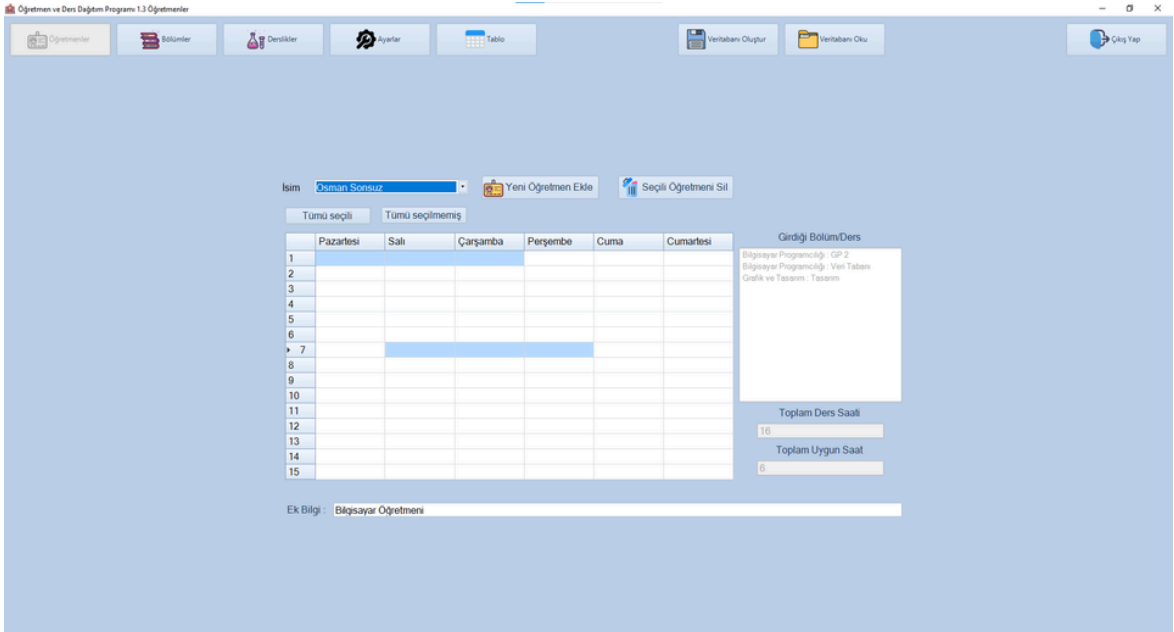 Öğretmen ve Ders Dağıtım Programı 1.3 Öğretmenler
Öğretmenler Bölümler Derslikler Ayarlar Tablo Veritabanı Oluştur Veritabanı Oku Çıkış Yap
İsim Osman Sonsuz Yeni Öğretmen Ekle Seçili Öğretmeni Sil
Tümü seçili Tümü seçilmemiş
Girdiği Bölüm/Ders
Pazartesi Salı Çarşamba Perşembe Cuma Cumartesi
1
2
3
4
5
6
7
8
9
10
11
12
13
14
15
Bilgisayar Programcılığı : GP 2
Bilgisayar Programcılığı : Veri Tabanı
Grafik ve Tasarım : Tasarım
Toplam Ders Saati
16
Toplam Uygun Saat
6
Ek Bilgi : Bilgisayar Öğretmeni